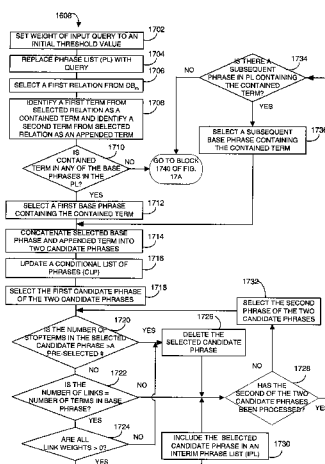 1608
1702
SET WEIGHT OF INPUT QUERY TO AN
INITIAL THRESHOLD VALUE
1704
REPLACE PHRASE LIST (PL) WITH
QUERY
1706
SELECT A FIRST RELATION FROM DB
1708
IDENTIFY A FIRST TERM FROM
SELECTED RELATION AS A
CONTAINED TERM AND IDENTIFY A
SECOND TERM FROM SELECTED
RELATION AS AN APPENDED TERM
1710
IS
CONTAINED
TERM IN ANY OF THE BASE
PHRASES IN THE
PL?
NO
YES
GO TO BLOCK
1740 OF FIG.
17A
1734
IS THERE A
SUBSEQUENT
PHRASE IN PL CONTAINING
THE CONTAINED
TERM?
NO
YES
1736
SELECT A SUBSEQUENT
BASE PHRASE CONTAINING
THE CONTAINED TERM
1712
SELECT A FIRST BASE PHRASE
CONTAINING THE CONTAINED TERM
1714
CONCATENATE SELECTED BASE
PHRASE AND APPENDED TERM INTO
TWO CANDIDATE PHRASES
1716
UPDATE A CONDITIONAL LIST OF
PHRASES (CLP)
1718
SELECT THE FIRST CANDIDATE PHRASE
OF THE TWO CANDIDATE PHRASES
1720
IS THE NUMBER OF
STOPTERMS IN THE SELECTED
CANDIDATE PHRASE >A
PRE-SELECTED #
YES
NO
1722
IS THE
NUMBER OF LINKS =
NUMBER OF TERMS IN BASE
PHRASE?
NO
YES
1724
ARE ALL
LINK WEIGHTS > 0?
NO
YES
1726
DELETE THE
SELECTED CANDIDATE
PHRASE
1732
SELECT THE SECOND
PHRASE OF THE TWO
CANDIDATE PHRASES
NO
1728
HAS THE
SECOND OF THE TWO
CANDIDATE PHRASES
BEEN PROCESSED?
YES
1730
INCLUDE THE SELECTED
CANDIDATE PHRASE IN AN
INTERIM PHRASE LIST (IPL)